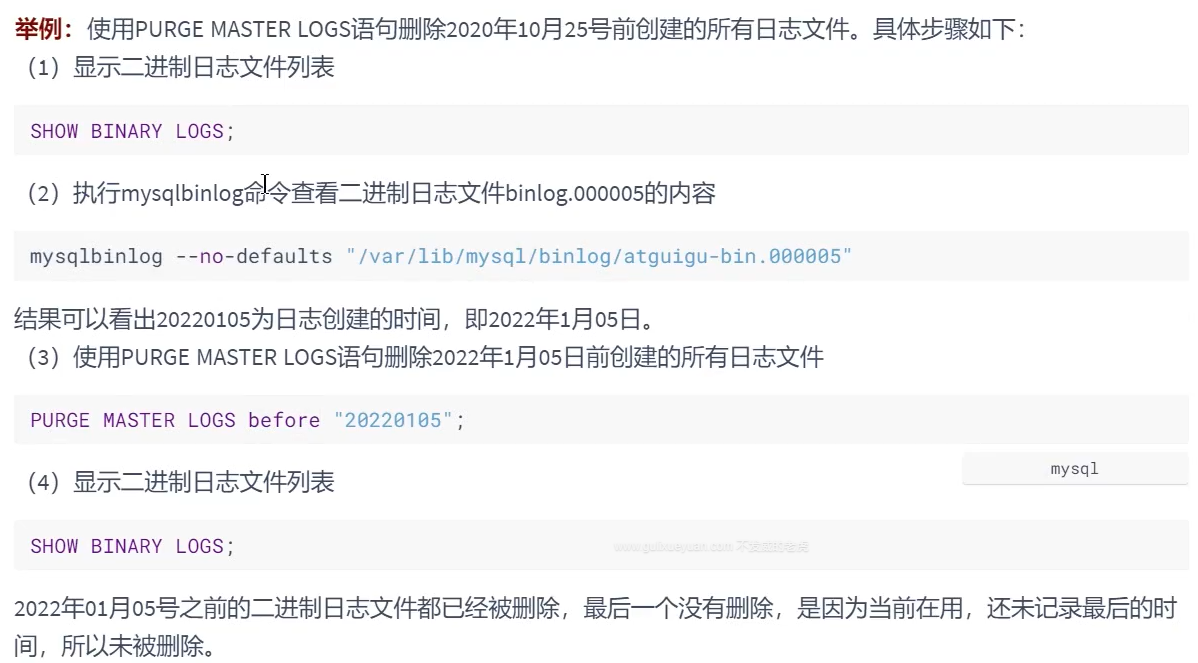 举例：使用PURGE MASTER LOGS语句删除2020年10月25号前创建的所有日志文件。具体步骤如下：
（1）显示二进制日志文件列表
SHOW BINARY LOGS;
（2）执行mysqlbinlog命令查看二进制日志文件binlog.000005的内容
mysqlbinlog --no-defaults "/var/lib/mysql/binlog/atguigu-bin.000005"
结果可以看出20220105为日志创建的时间，即2022年1月05日。
（3）使用PURGE MASTER LOGS语句删除2022年1月05日前创建的所有日志文件
PURGE MASTER LOGS before "20220105";
mysql
（4）显示二进制日志文件列表
SHOW BINARY LOGS;
2022年01月05号之前的二进制日志文件都已经被删除，最后一个没有删除，是因为当前在用，还未记录最后的时
间，所以未被删除。